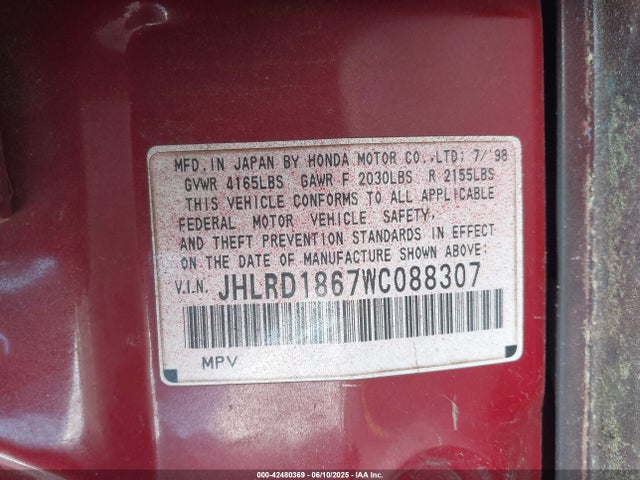 MFD. IN JAPAN BY HONDA MOTOR CO., LTD: 7/'98
GVWR 4165LBS GAWR F 2030LBS R 2155LBS
THIS VEHICLE CONFORMS TO ALL APPLICABLE
FEDERAL MOTOR VEHICLE SAFETY,
AND THEFT PREVENTION STANDARDS IN EFFECT
ON THE DATE OF MANUFACTURE SHOWN ABOVE:
V.I.N. JHLRD1867WC088307
MPV
000-42480369 - 06/10/2025 - IAA Inc.